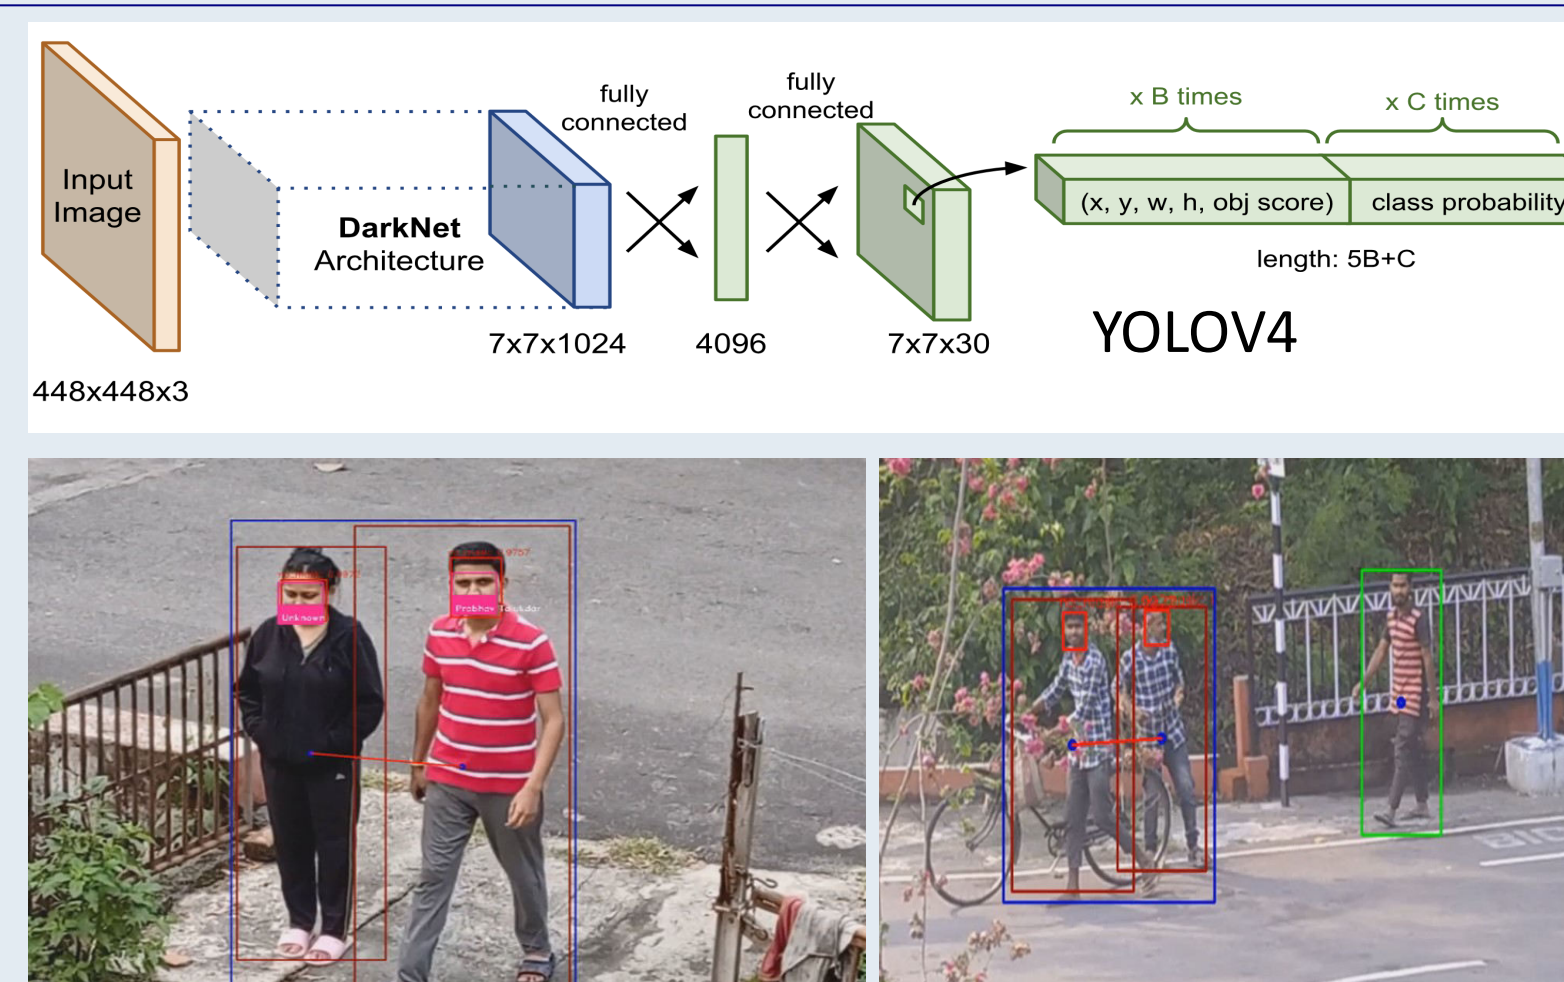 fully
connected
fully
connected
x B times
x C times
Input
Image
DarkNet
Architecture
(x, y, w, h, obj score)
class probability
length: 5B+C
7x7x1024
4096
7x7x30
YOLOV4
448x448x3
Unknown
Prabhav